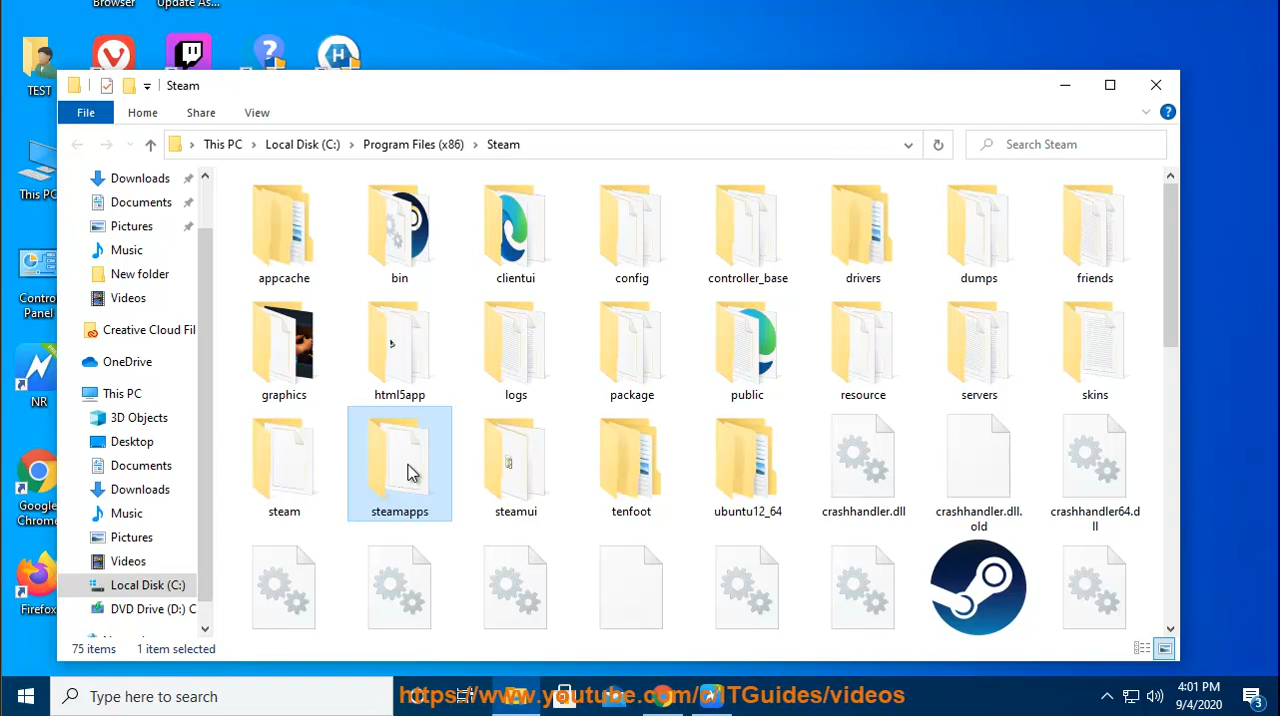 Browser
Update As...
TEST
This PC
Control
Panel
NR
Google
Chrome
Firefox
Steam
File
Home
Share
View
This PC
Local Disk (C:)
Program Files (x86)
Steam
Search Steam
Downloads
Documents
Pictures
Music
New folder
Videos
Creative Cloud Fil
OneDrive
This PC
3D Objects
Desktop
Documents
Downloads
Music
Pictures
Videos
Local Disk (C:)
DVD Drive (D:) C
appcache
bin
clientui
config
controller_base
drivers
dumps
friends
graphics
html5app
logs
package
public
resource
servers
skins
steam
steamapps
steamui
tenfoot
ubuntu12_64
crashhandler.dll
crashhandler.dll.
old
crashhandler64.d
ll
75 items
1 item selected
Type here to search
https://www.youtube.com/c/ITGuides/videos
4:01 PM
9/4/2020
3